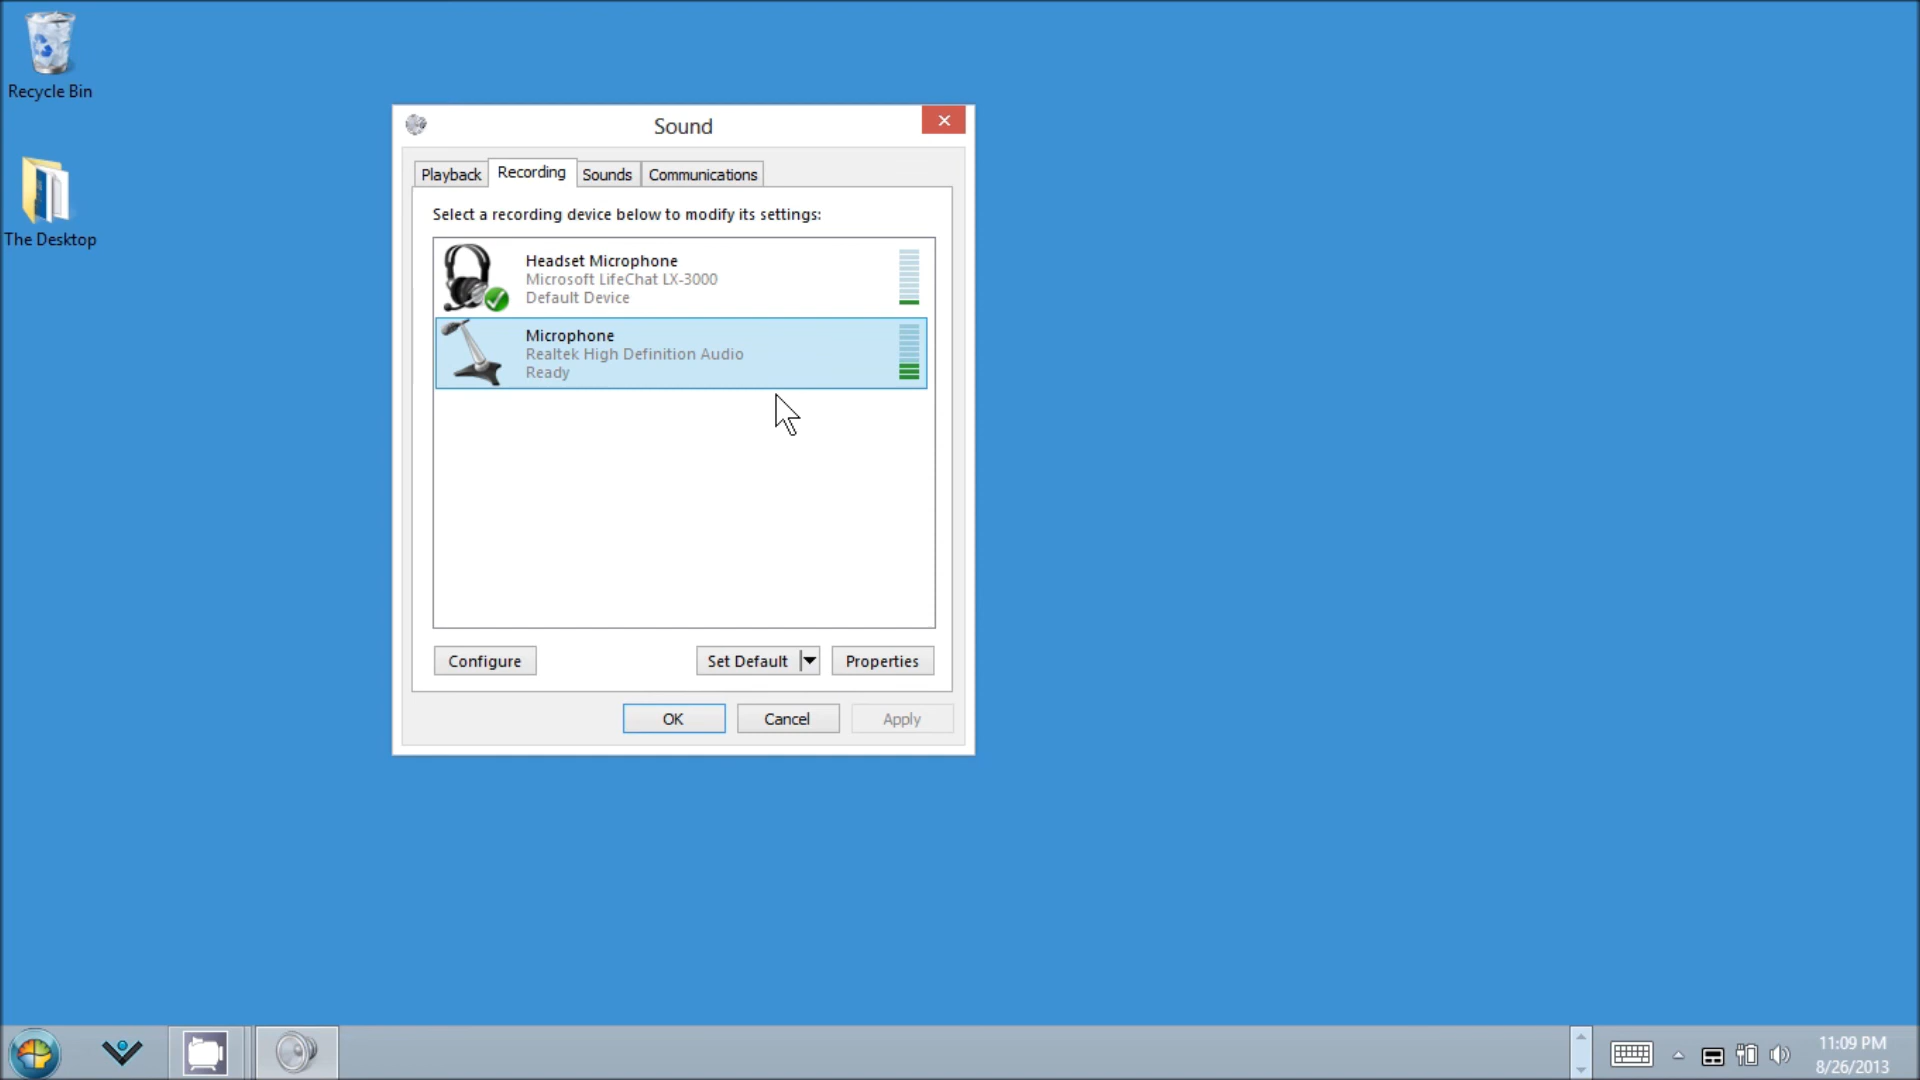 Recycle Bin
The Desktop
Sound
Playback
Recording
Sounds
Communications
Select a recording device below to modify its settings:
Headset Microphone
Microsoft LifeChat LX-3000
Default Device
Microphone
Realtek High Definition Audio
Ready
Configure
Set Default
Properties
OK
Cancel
Apply
11:09 PM
8/26/2013